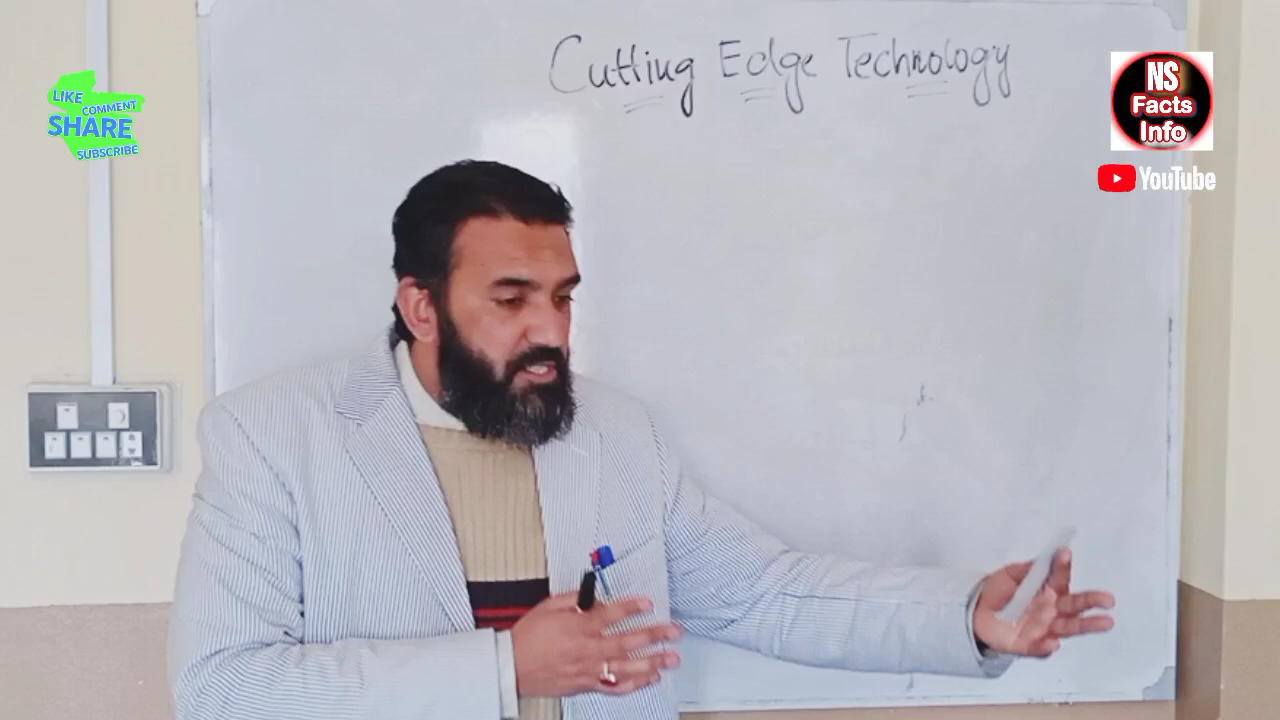 Cutting Edge Technology
LIKE
COMMENT
SHARE
SUBSCRIBE
NS
Facts
Info
YouTube